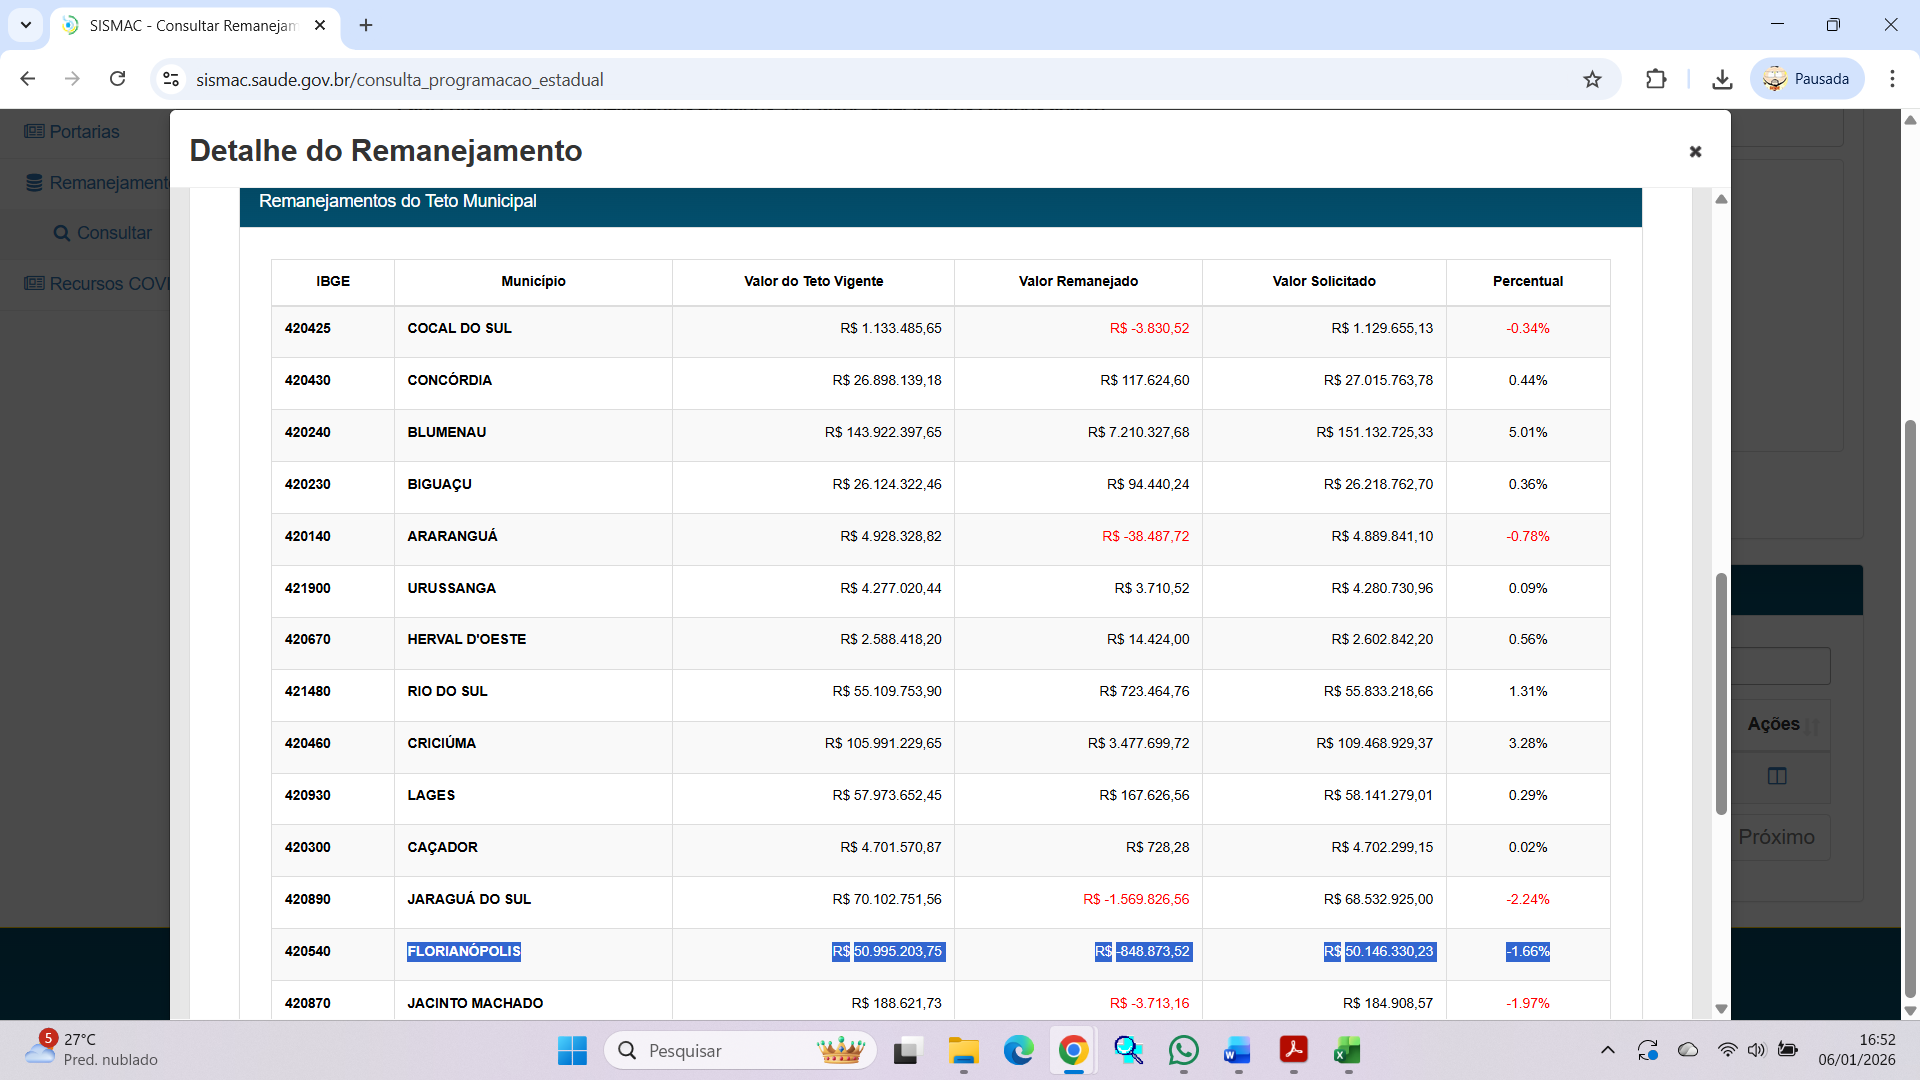 SISMAC - Consultar Remanejam
sismac.saude.gov.br/consulta_programacao_estadual
Pausada
Portarias
Remanejament
Consultar
Recursos COVI
Detalhe do Remanejamento
Remanejamentos do Teto Municipal
IBGE Município Valor do Teto Vigente Valor Remanejado Valor Solicitado Percentual
420425 COCAL DO SUL R$ 1.133.485,65 R$ -3.830,52 R$ 1.129.655,13 -0.34%
420430 CONCÓRDIA R$ 26.898.139,18 R$ 117.624,60 R$ 27.015.763,78 0.44%
420240 BLUMENAU R$ 143.922.397,65 R$ 7.210.327,68 R$ 151.132.725,33 5.01%
420230 BIGUAÇU R$ 26.124.322,46 R$ 94.440,24 R$ 26.218.762,70 0.36%
420140 ARARANGUÁ R$ 4.928.328,82 R$ -38.487,72 R$ 4.889.841,10 -0.78%
421900 URUSSANGA R$ 4.277.020,44 R$ 3.710,52 R$ 4.280.730,96 0.09%
420670 HERVAL D'OESTE R$ 2.588.418,20 R$ 14.424,00 R$ 2.602.842,20 0.56%
421480 RIO DO SUL R$ 55.109.753,90 R$ 723.464,76 R$ 55.833.218,66 1.31%
420460 CRICIÚMA R$ 105.991.229,65 R$ 3.477.699,72 R$ 109.468.929,37 3.28%
420930 LAGES R$ 57.973.652,45 R$ 167.626,56 R$ 58.141.279,01 0.29%
420300 CAÇADOR R$ 4.701.570,87 R$ 728,28 R$ 4.702.299,15 0.02%
420890 JARAGUÁ DO SUL R$ 70.102.751,56 R$ -1.569.826,56 R$ 68.532.925,00 -2.24%
420540 FLORIANÓPOLIS R$ 50.995.203,75 R$ -848.873,52 R$ 50.146.330,23 -1.66%
420870 JACINTO MACHADO R$ 188.621,73 R$ -3.713,16 R$ 184.908,57 -1.97%
Ações
Próximo
5
27°C
Pred. nublado
Pesquisar
16:52
06/01/2026